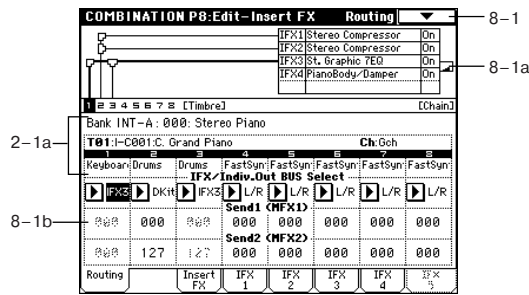 COMBINATION P8:Edit-Insert FX Routing
8-1
IFX1 Stereo Compressor On
IFX2 Stereo Compressor On
IFX3 St. Graphic 7EQ On
8-1a
IFX4 PianoBody/Damper On
1 2 3 4 5 6 7 8 [Timbre] [Chain]
2-1a
Bank INT-A: 000: Stereo Piano
T01:I-C001:C. Grand Piano Ch:Gch
1 2 3 4 5 6 7 8
Keyboar Drums Drums FastSyn FastSyn FastSyn FastSyn FastSyn
IFX/Indiv.Out BUS Select
IFX3 DKit IFX3 L/R L/R L/R L/R L/R
Send1 (MFX1)
8-1b
000 000 000 000 000 000 000 000
Send2 (MFX2)
000 127 127 000 000 000 000 000
Routing Insert FX IFX 1 IFX 2 IFX 3 IFX 4 IFX 5